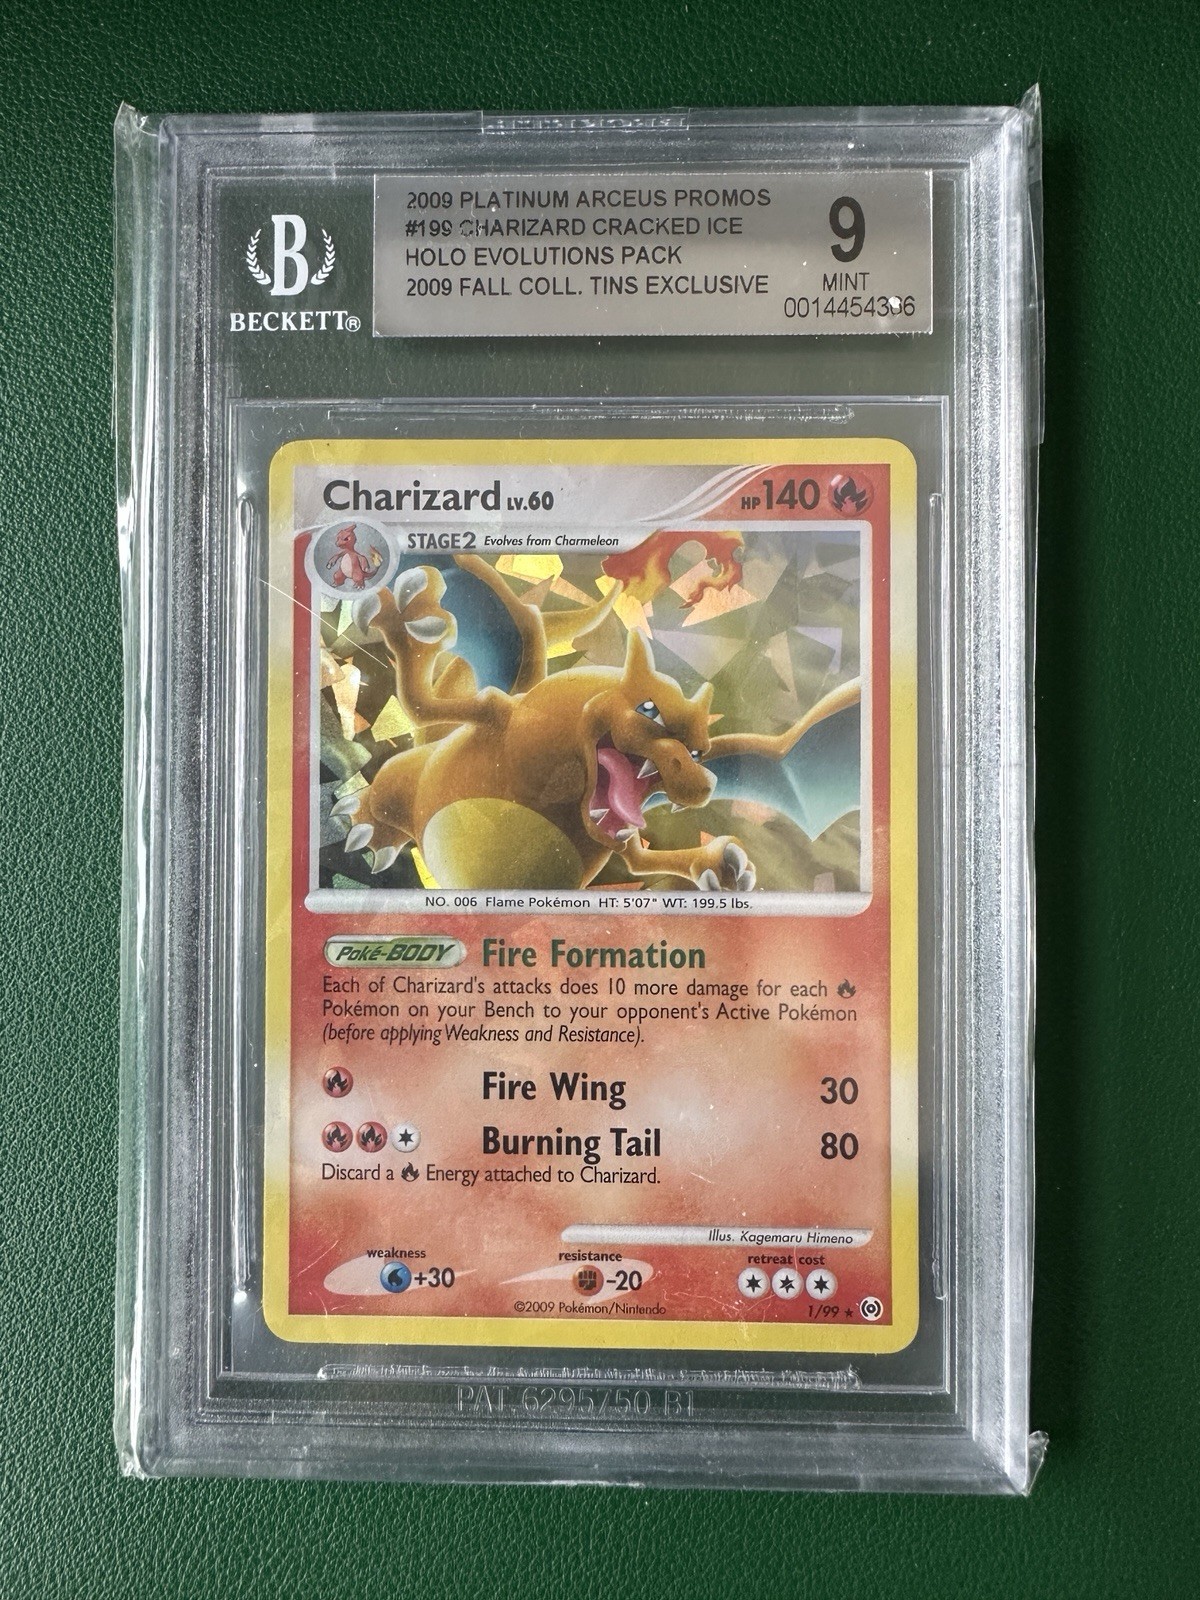 2009 PLATINUM ARCEUS PROMOS
#199 CHARIZARD CRACKED ICE
HOLO EVOLUTIONS PACK
2009 FALL COLL. TINS EXCLUSIVE
9
MINT
B
BECKETT®
Charizard LV.60
HP 140
STAGE2 Evolves from Charmeleon
NO. 006 Flame Pokémon HT: 5'07" WT: 199.5 lbs.
Poké-BODY Fire Formation
Each of Charizard's attacks does 10 more damage for each
Pokémon on your Bench to your opponent's Active Pokémon
(before applying Weakness and Resistance).
Fire Wing 30
Burning Tail 80
Discard a Energy attached to Charizard.
Illus. Kagemaru Himeno
weakness resistance retreat cost
+30 -20
©2009 Pokémon/Nintendo 1/99 ★
PAT. 6295750 B1